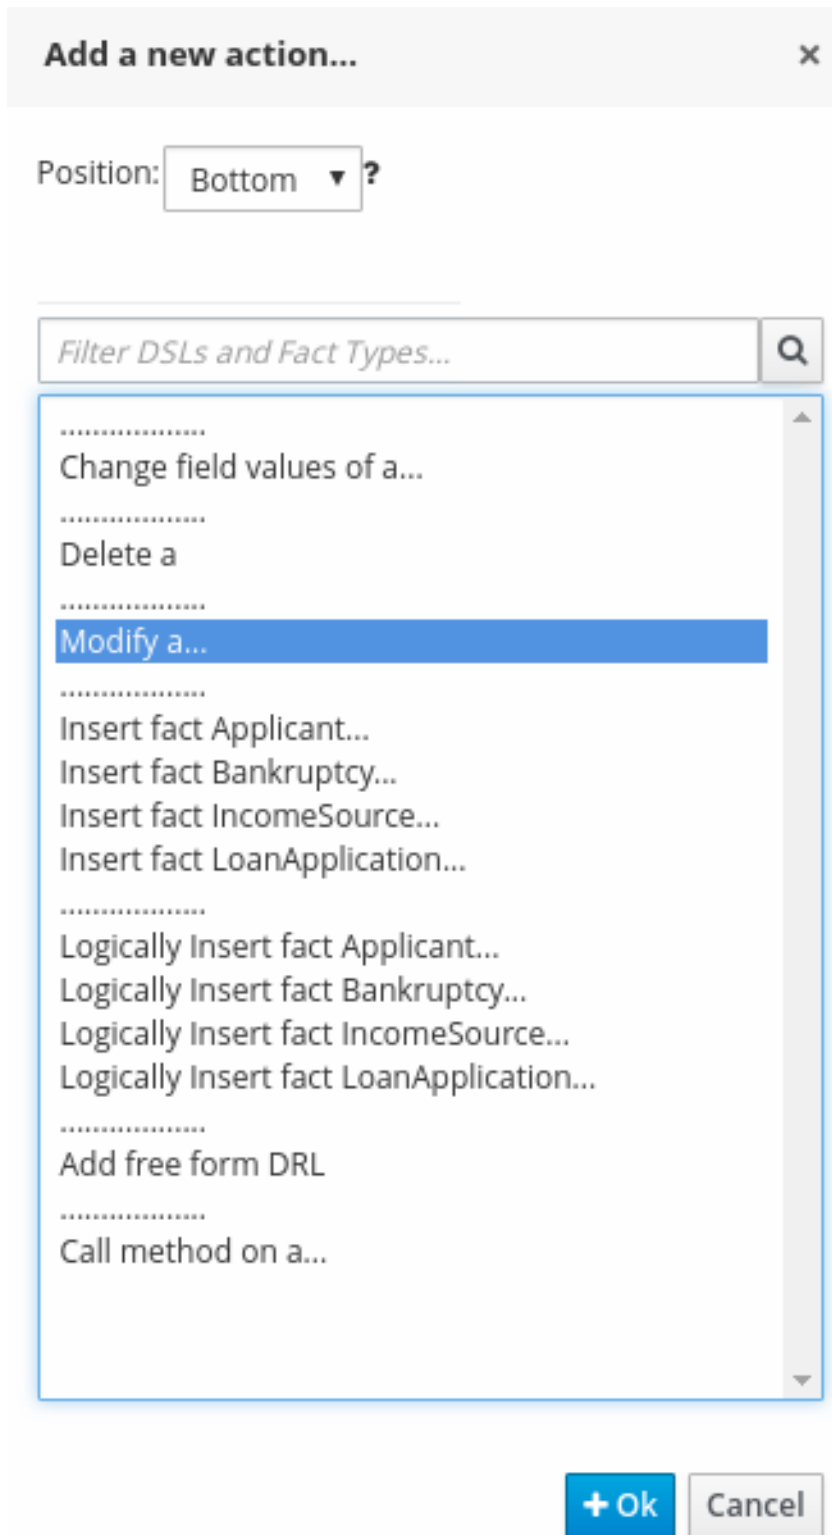 Add a new action... ×
Position: Bottom ▼ ?
Filter DSLs and Fact Types...
..................
Change field values of a...
..................
Delete a
..................
Modify a...
..................
Insert fact Applicant...
Insert fact Bankruptcy...
Insert fact IncomeSource...
Insert fact LoanApplication...
..................
Logically Insert fact Applicant...
Logically Insert fact Bankruptcy...
Logically Insert fact IncomeSource...
Logically Insert fact LoanApplication...
..................
Add free form DRL
..................
Call method on a...
+ Ok Cancel